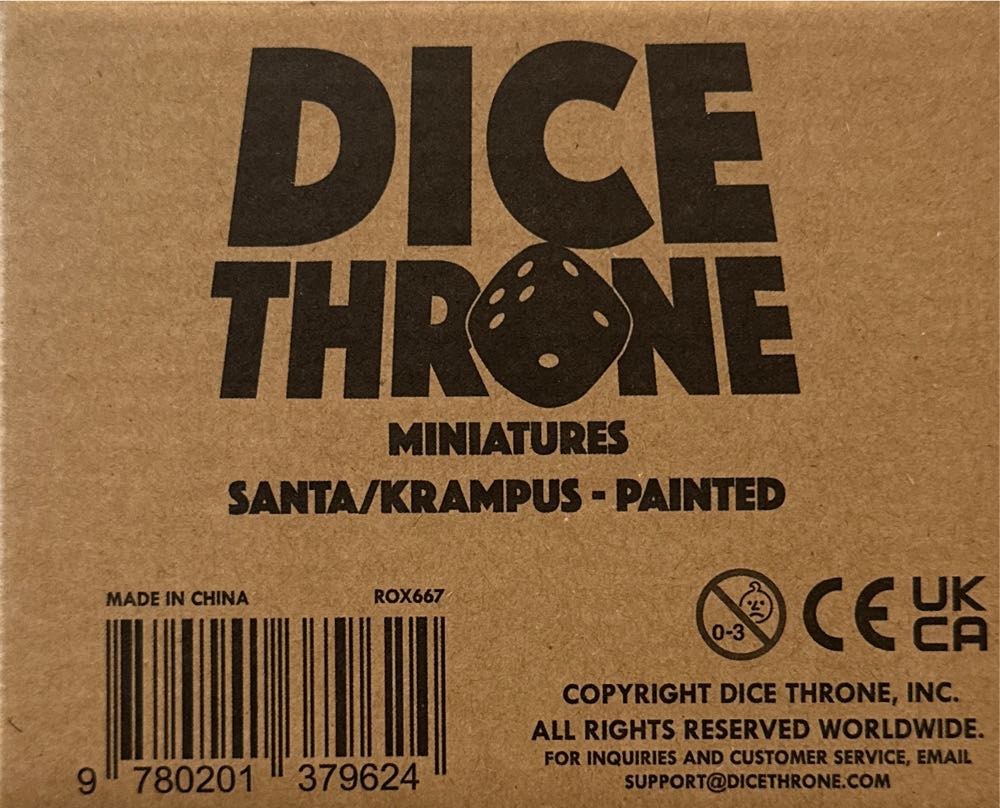 DICE
THRONE
MINIATURES
SANTA/KRAMPUS - PAINTED
MADE IN CHINA ROX667
9 780201 379624
0-3
CE UK
CA
COPYRIGHT DICE THRONE, INC.
ALL RIGHTS RESERVED WORLDWIDE.
FOR INQUIRIES AND CUSTOMER SERVICE, EMAIL
SUPPORT@DICETHRONE.COM